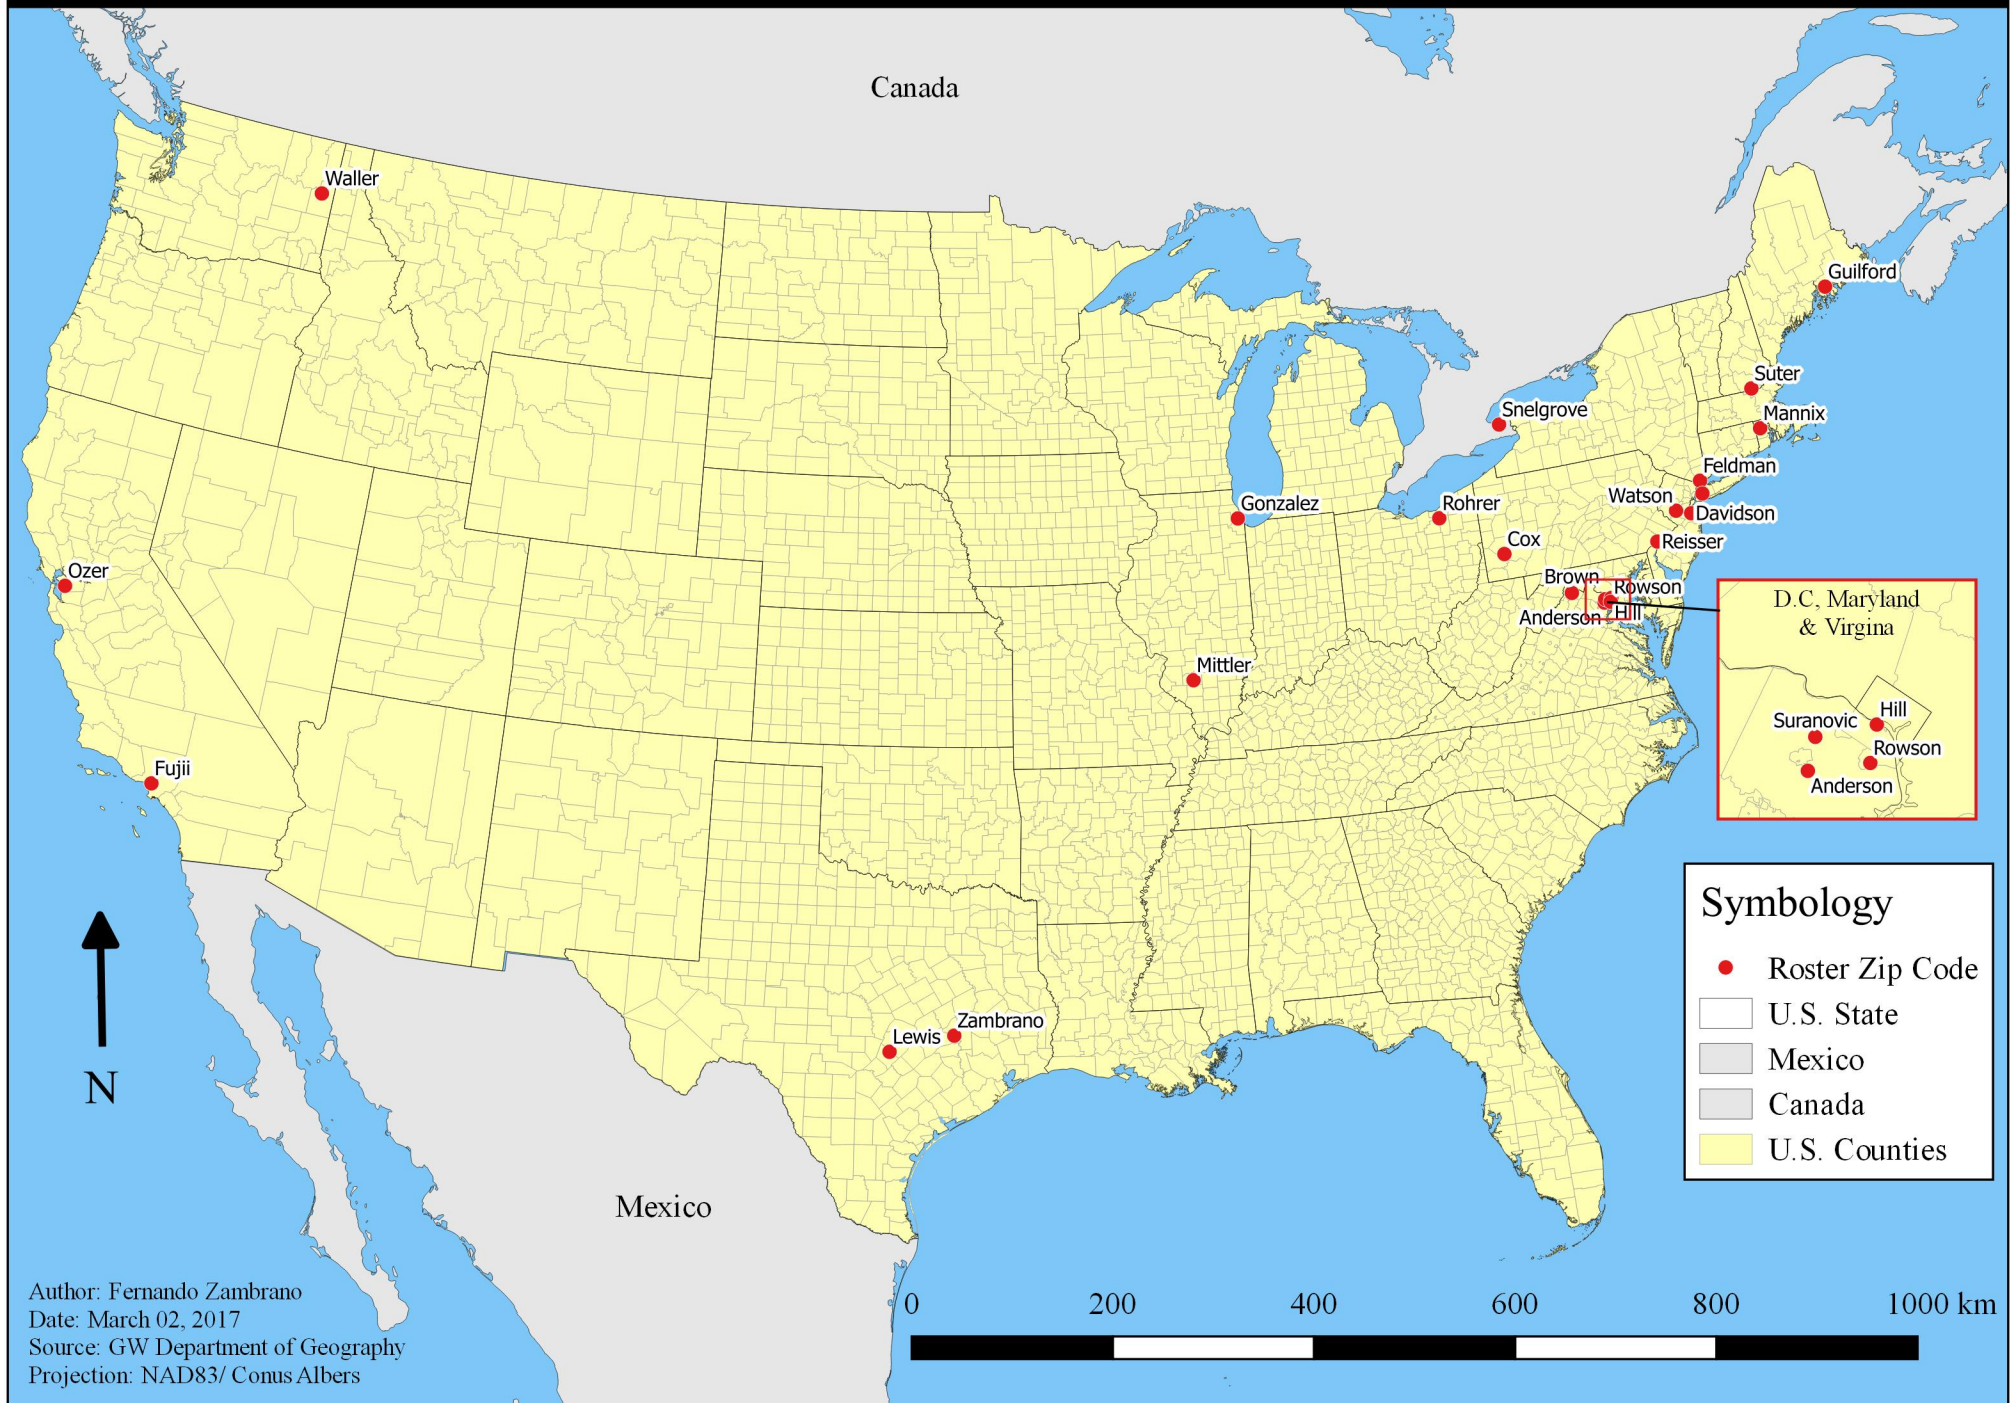 Canada
Waller
Guilford
Suter
Snelgrove
Mannix
Feldman
Watson
Davidson
Gonzalez
Rohrer
Cox
Reisser
Ozer
Brown
Rowson
Anderson
Hill
D.C, Maryland
& Virgina
Mittler
Hill
Suranovic
Rowson
Anderson
Fujii
Symbology
Roster Zip Code
U.S. State
Mexico
Canada
U.S. Counties
Lewis
Zambrano
N
Mexico
Author: Fernando Zambrano
Date: March 02, 2017
Source: GW Department of Geography
Projection: NAD83/ Conus Albers
0 200 400 600 800 1000 km